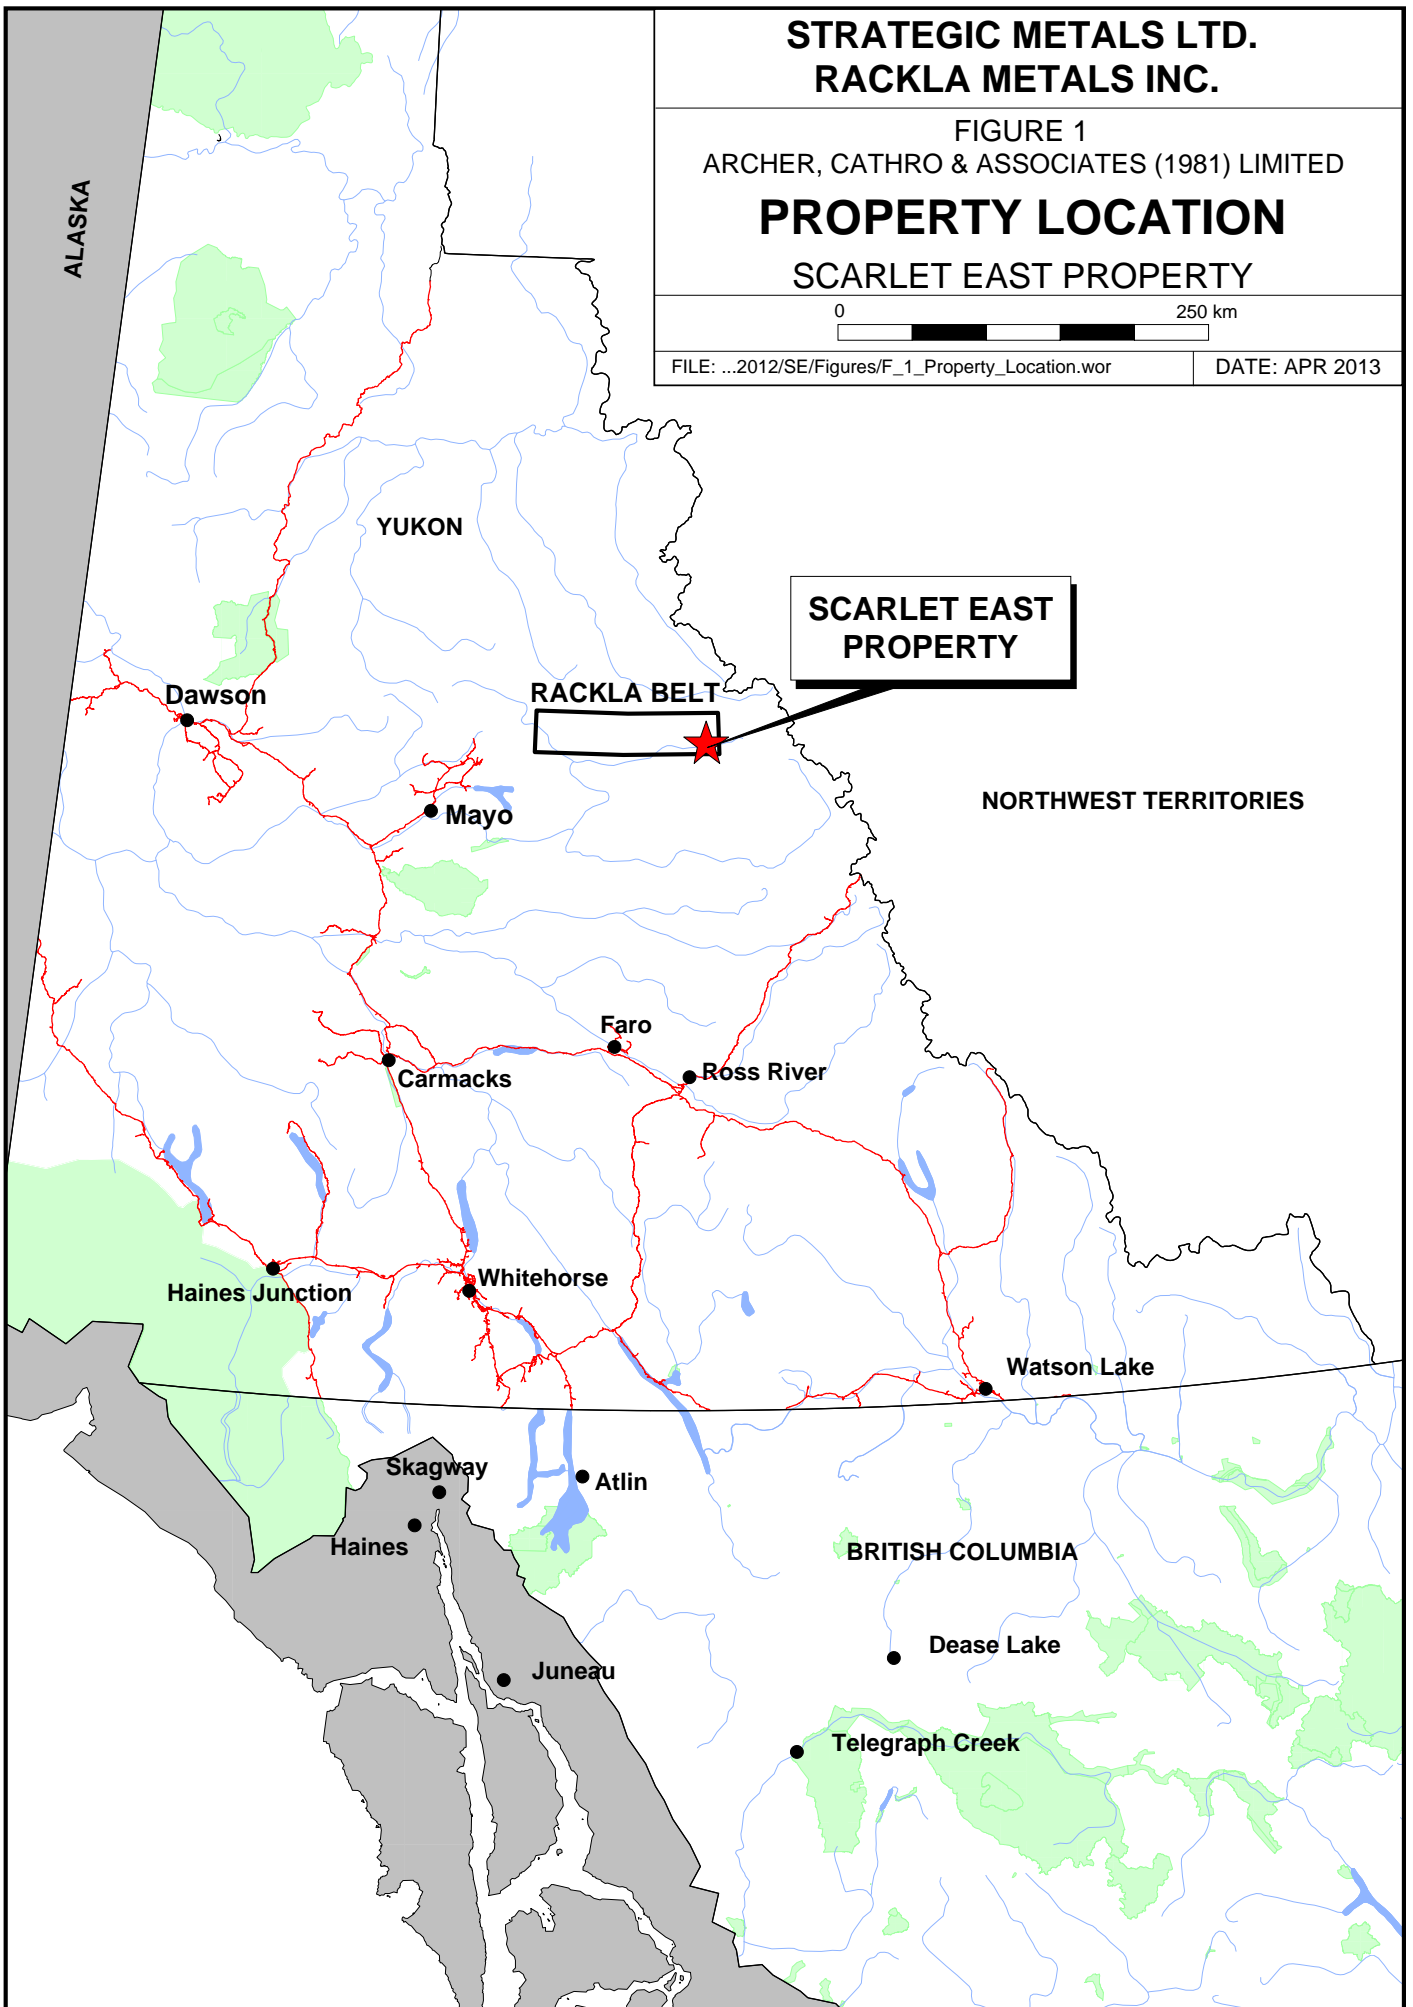 STRATEGIC METALS LTD.
RACKLA METALS INC.
FIGURE 1
ARCHER, CATHRO & ASSOCIATES (1981) LIMITED
PROPERTY LOCATION
SCARLET EAST PROPERTY
0 250 km
FILE: ...2012/SE/Figures/F_1_Property_Location.wor
DATE: APR 2013
ALASKA
YUKON
SCARLET EAST
PROPERTY
RACKLA BELT
Dawson
NORTHWEST TERRITORIES
Mayo
Faro
Ross River
Carmacks
Whitehorse
Haines Junction
Watson Lake
Skagway
Atlin
Haines
BRITISH COLUMBIA
Dease Lake
Juneau
Telegraph Creek